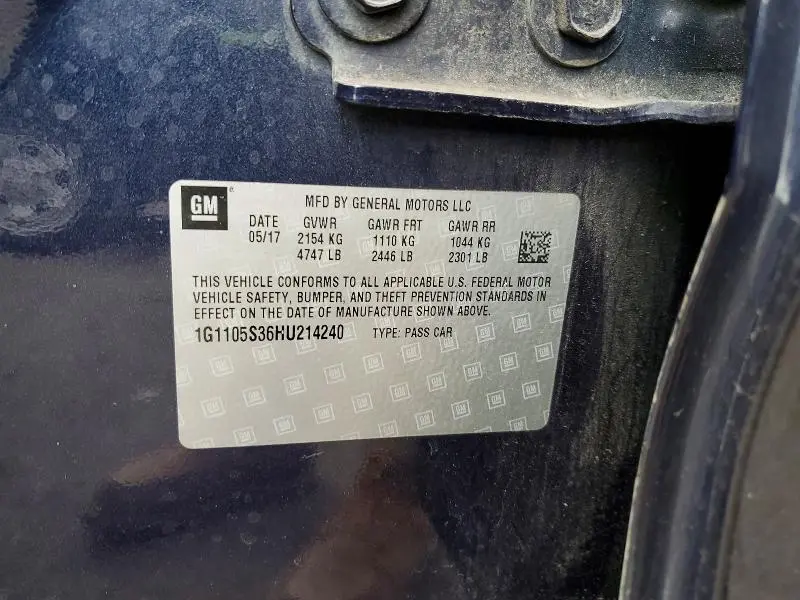 GM
MFD BY GENERAL MOTORS LLC
DATE GVWR GAWR FRT GAWR RR
05/17 2154 KG 1110 KG 1044 KG
4747 LB 2446 LB 2301 LB
THIS VEHICLE CONFORMS TO ALL APPLICABLE U.S. FEDERAL MOTOR
VEHICLE SAFETY, BUMPER, AND THEFT PREVENTION STANDARDS IN
EFFECT ON THE DATE OF MANUFACTURE SHOWN ABOVE.
1G1105S36HU214240 TYPE: PASS CAR